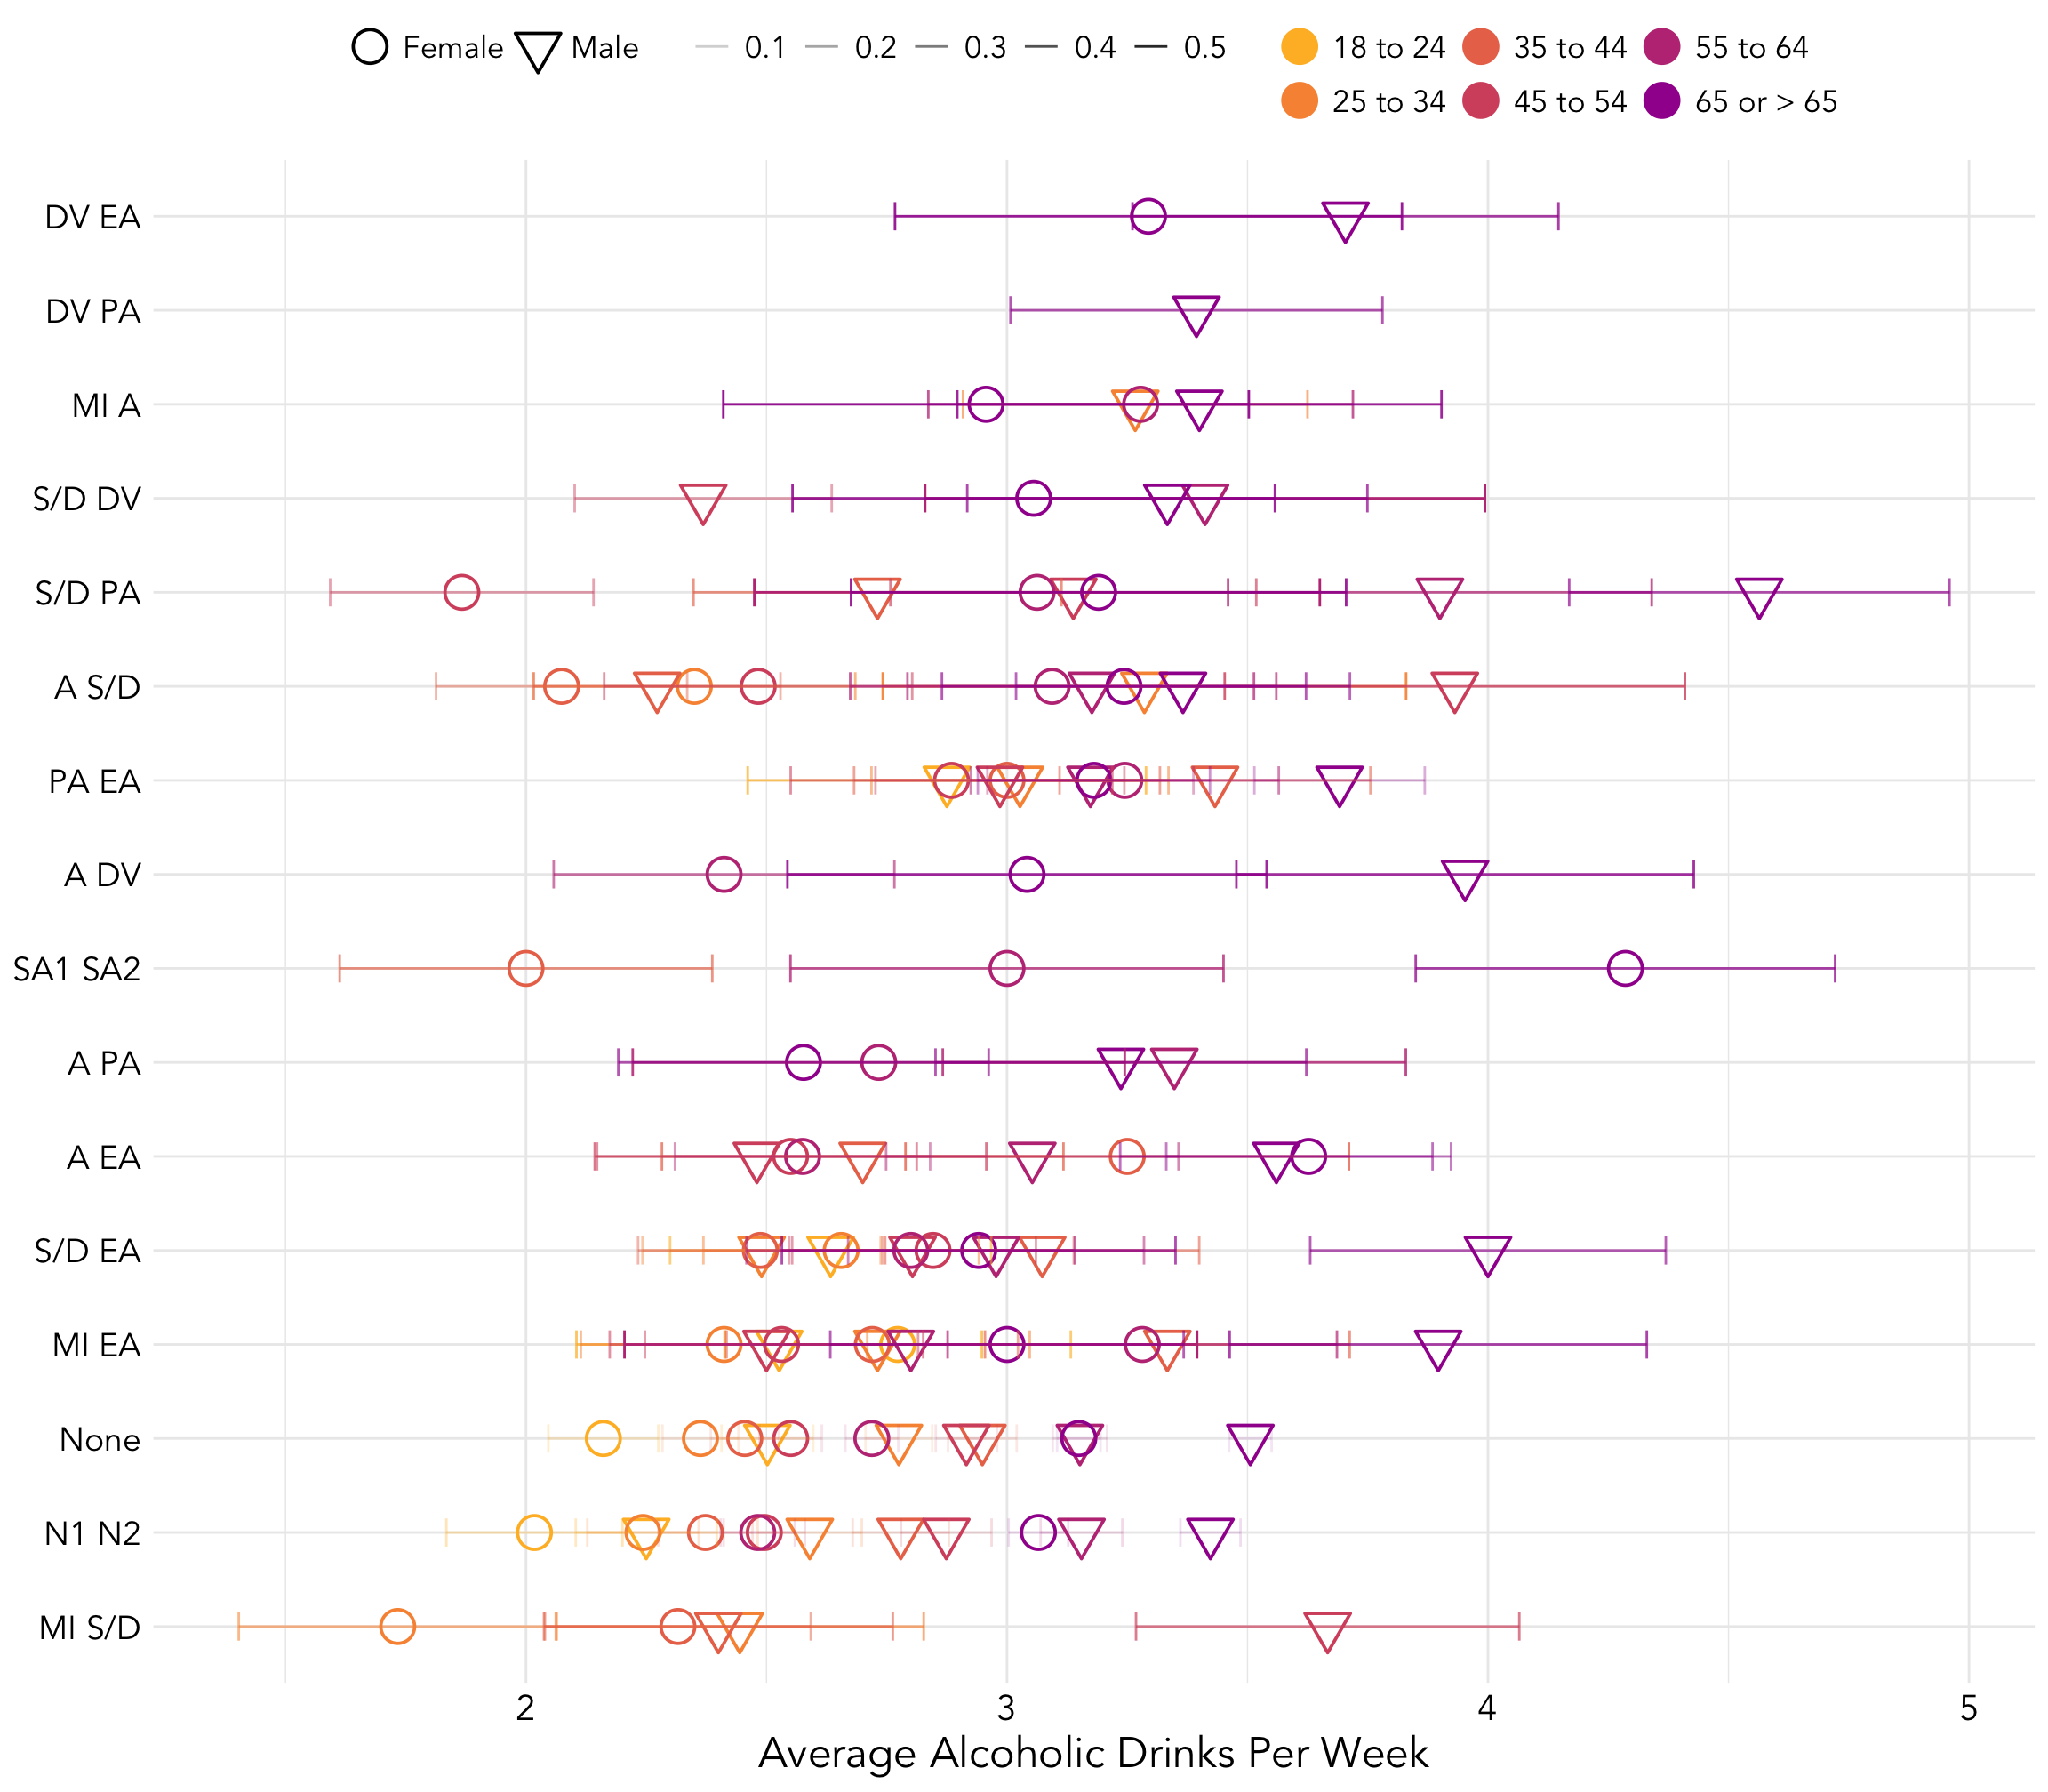 Female Male 0.1 0.2 0.3 0.4 0.5 18 to 24 35 to 44 55 to 64
25 to 34 45 to 54 65 or > 65
DV EA
DV PA
MI A
S/D DV
S/D PA
A S/D
PA EA
A DV
SA1 SA2
A PA
A EA
S/D EA
MI EA
None
N1 N2
MI S/D
2 3 4 5
Average Alcoholic Drinks Per Week